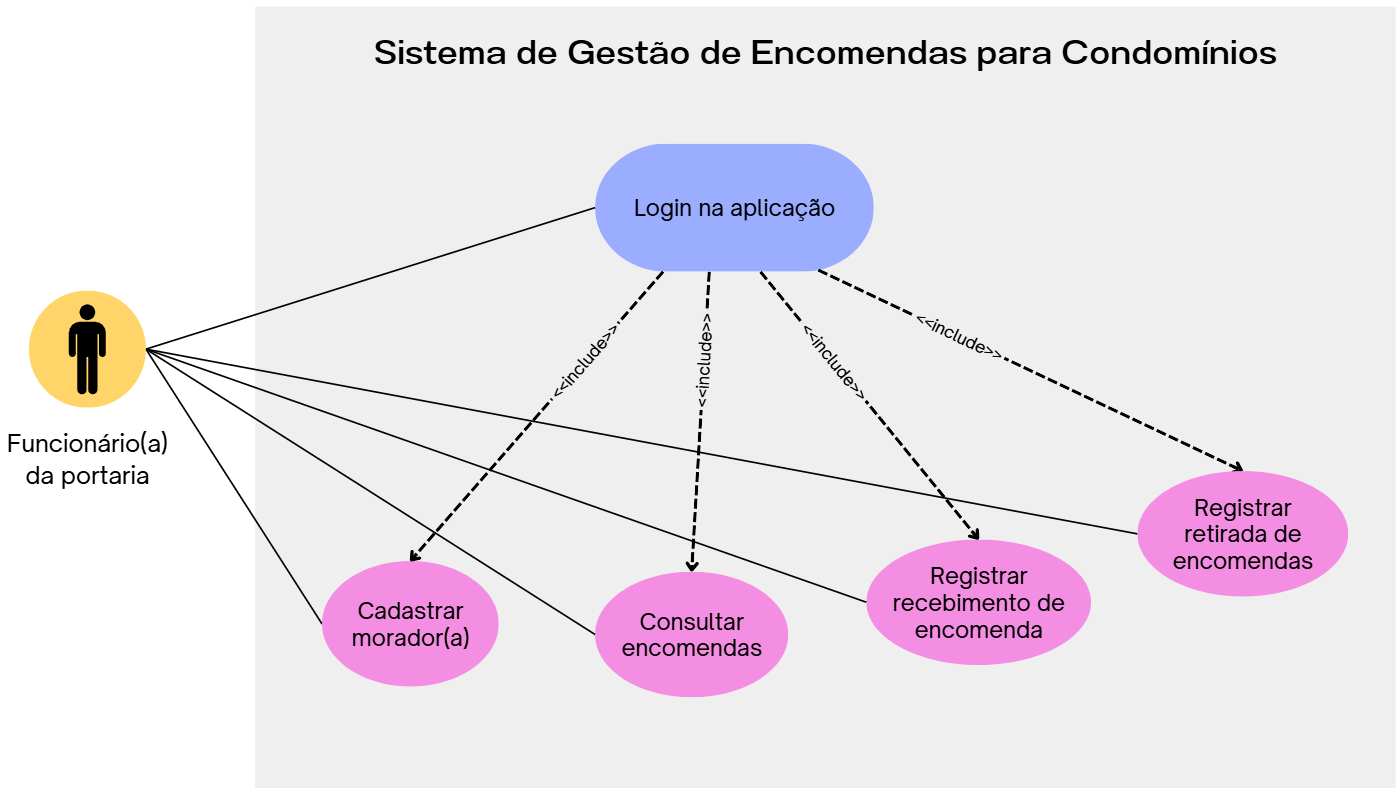 Sistema de Gestão de Encomendas para Condomínios
Login na aplicação
<<include>>
<<include>>
<<include>>
<<include>>
Funcionário(a)
da portaria
Cadastrar
morador(a)
Consultar
encomendas
Registrar
recebimento de
encomenda
Registrar
retirada de
encomendas